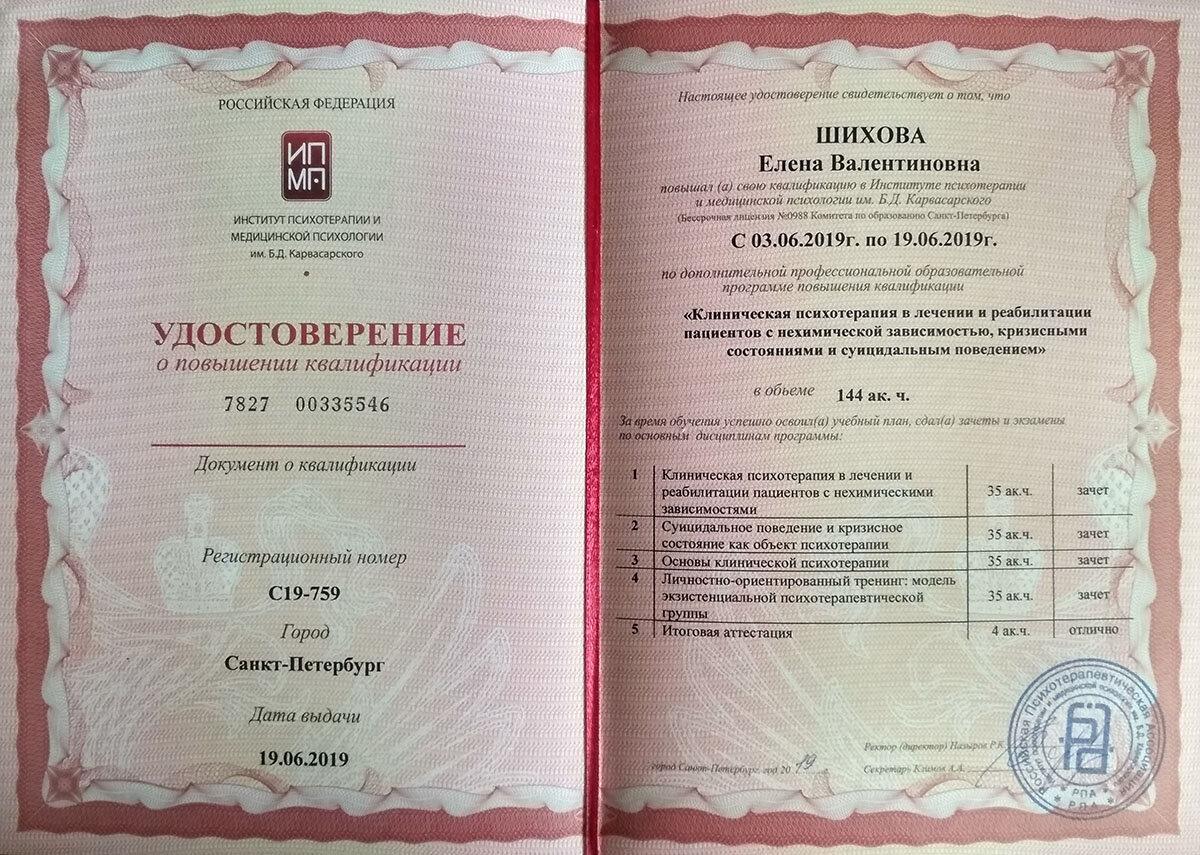 РОССИЙСКАЯ ФЕДЕРАЦИЯ
ИП
МП
ИНСТИТУТ ПСИХОТЕРАПИИ И
МЕДИЦИНСКОЙ ПСИХОЛОГИИ
им. Б.Д. Карвасарского
УДОСТОВЕРЕНИЕ
о повышении квалификации
7827 00335546
Документ о квалификации
Регистрационный номер
С19-759
Город
Санкт-Петербург
Дата выдачи
19.06.2019
Настоящее удостоверение свидетельствует о том, что
ШИХОВА
Елена Валентиновна
повышал (а) свою квалификацию в Институте психотерапии
и медицинской психологии им. Б.Д. Карвасарского
(Бессрочная лицензия №0988 Комитета по образованию Санкт-Петербурга)
С 03.06.2019г. по 19.06.2019г.
по дополнительной профессиональной образовательной
программе повышения квалификации
«Клиническая психотерапия в лечении и реабилитации
пациентов с нехимической зависимостью, кризисными
состояниями и суицидальным поведением»
в объеме 144 ак. ч.
За время обучения успешно освоил(а) учебный план, сдал(а) зачеты и экзамены
по основным дисциплинам программы:
1 Клиническая психотерапия в лечении и
реабилитации пациентов с нехимическими 35 ак.ч. зачет
зависимостями
2 Суицидальное поведение и кризисное
состояние как объект психотерапии 35 ак.ч. зачет
3 Основы клинической психотерапии 35 ак.ч. зачет
4 Личностно-ориентированный тренинг: модель
экзистенциальной психотерапевтической 35 ак.ч. зачет
группы
5 Итоговая аттестация 4 ак.ч. отлично
Ректор (директор) Назыров Р.К.
город Санкт-Петербург, год 20 19
Секретарь Климов А.А.
Российская Психотерапевтическая Ассоциация
РПА